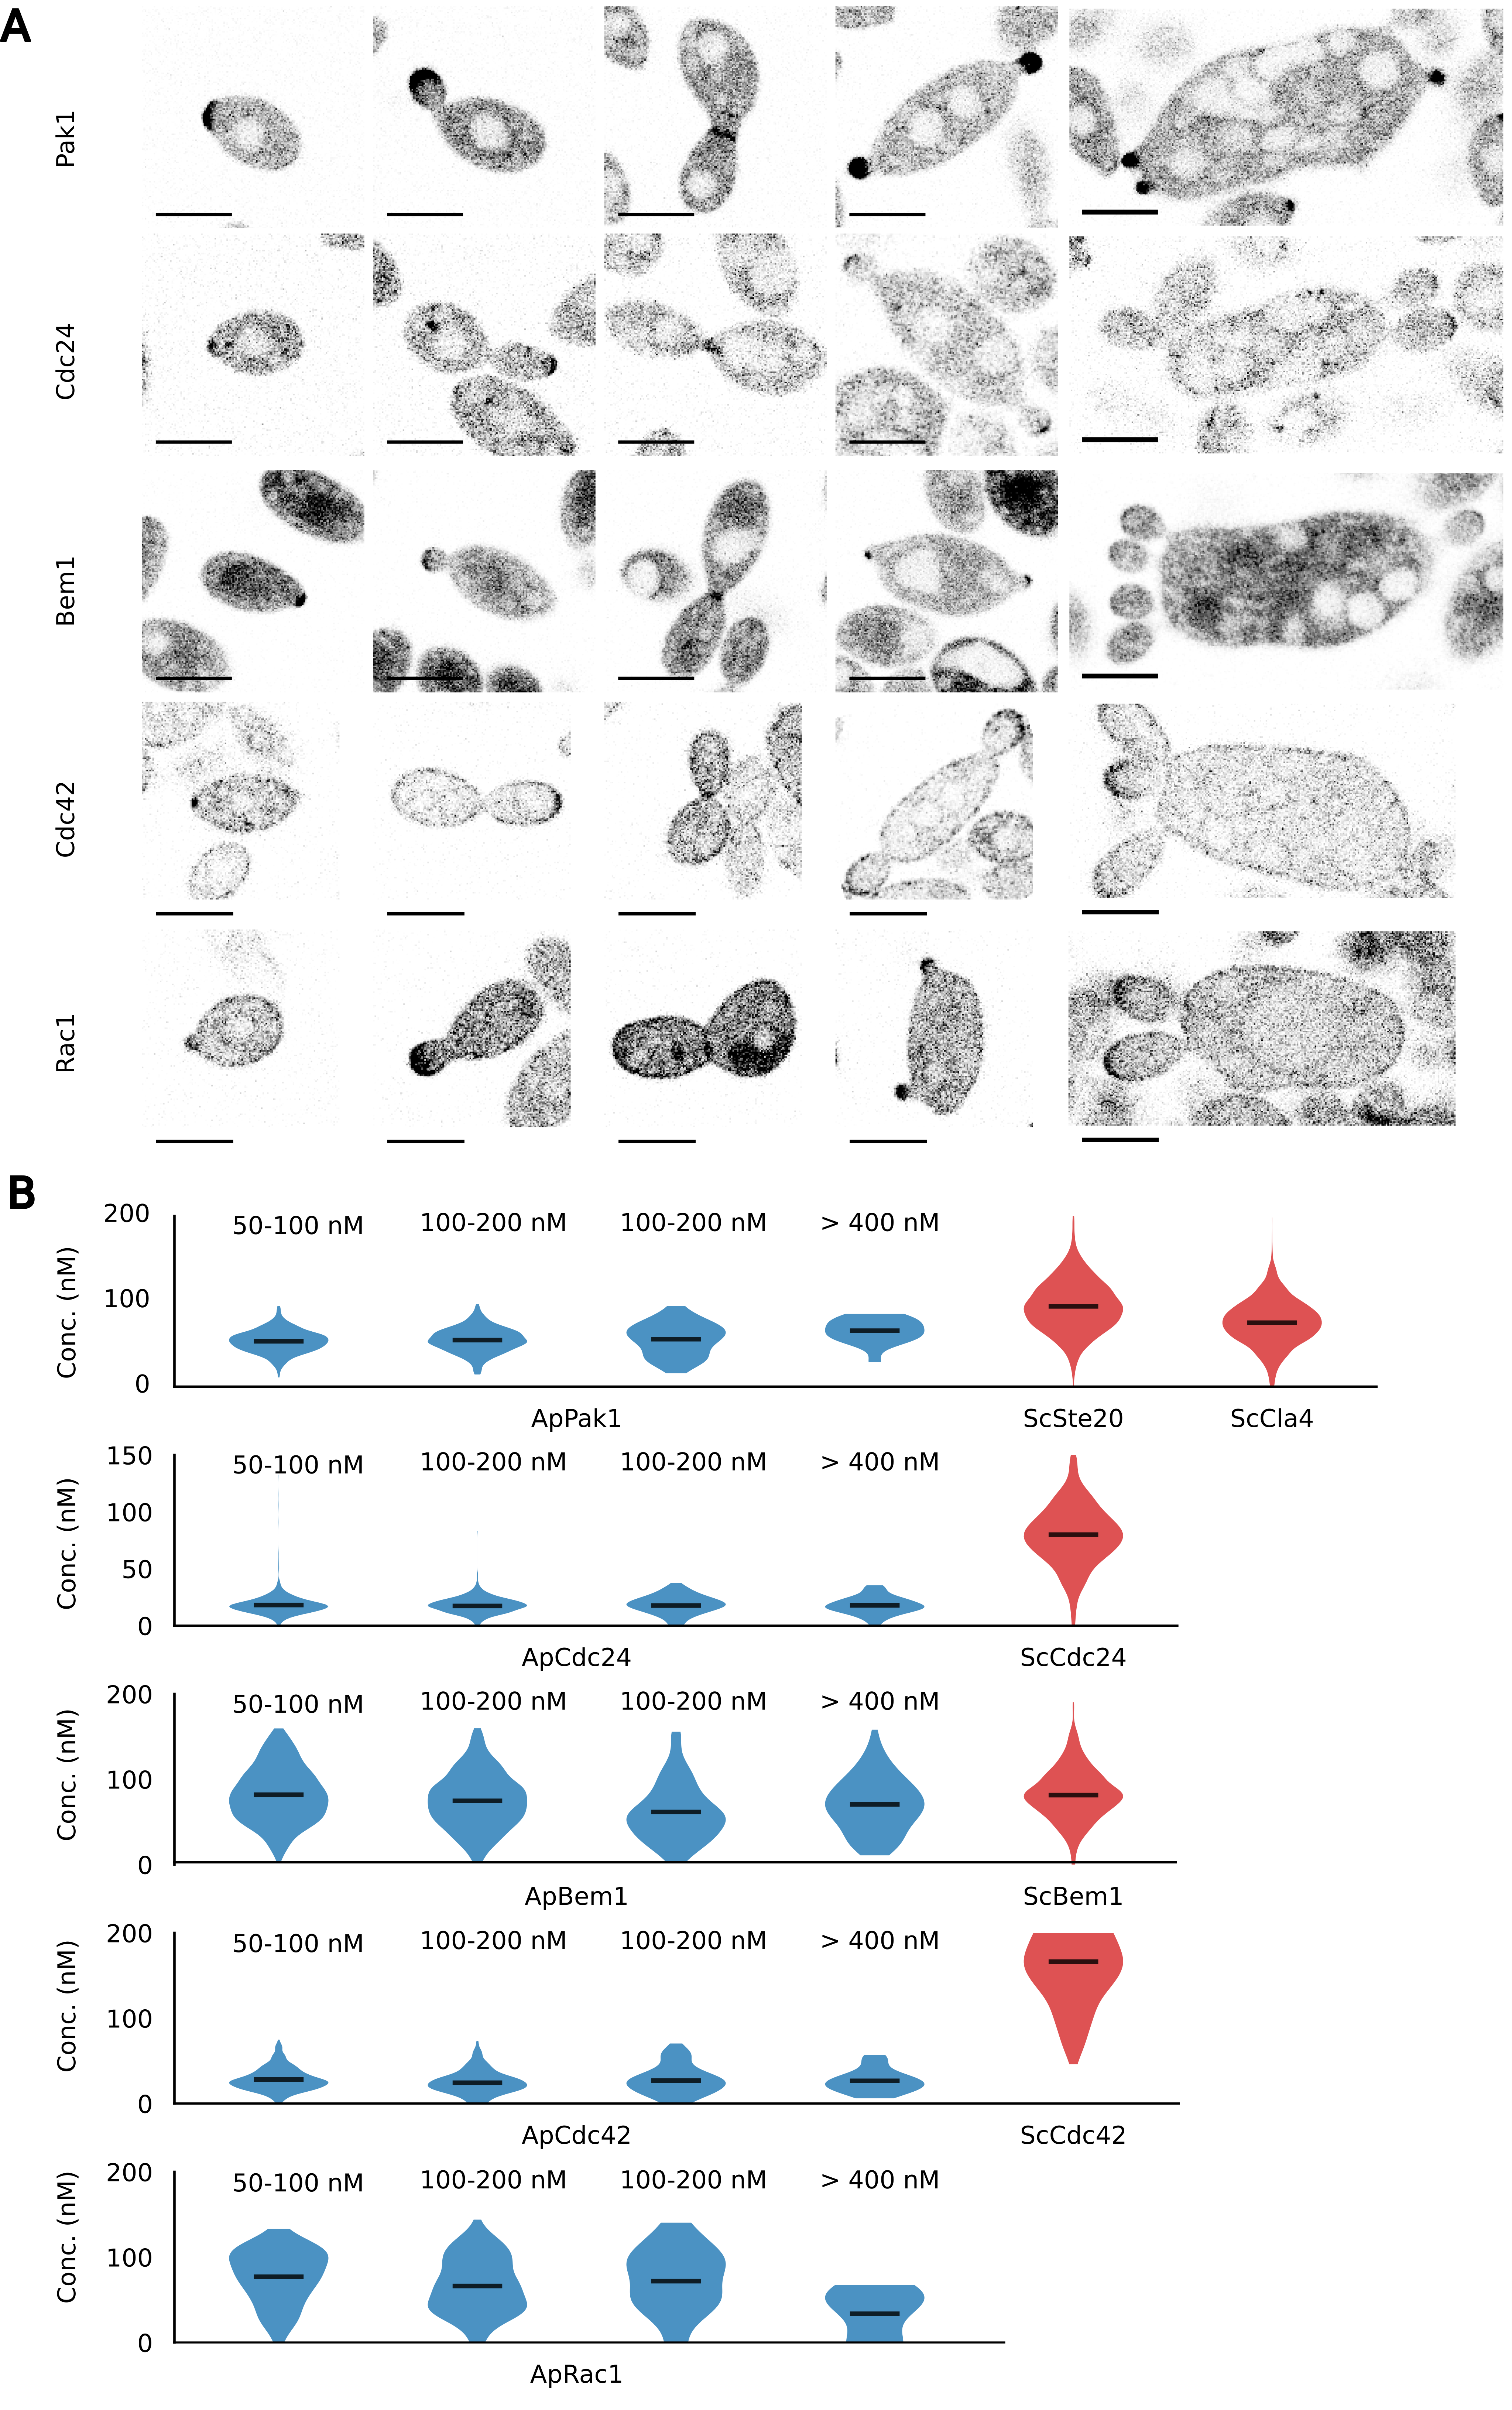 A
Pak1
Cdc24
Bem1
Cdc42
Rac1
B
200
100
0
Conc. (nM)
50-100 nM
100-200 nM
100-200 nM
> 400 nM
ApPak1
ScSte20
ScCla4
150
100
50
0
Conc. (nM)
50-100 nM
100-200 nM
100-200 nM
> 400 nM
ApCdc24
ScCdc24
200
100
0
Conc. (nM)
50-100 nM
100-200 nM
100-200 nM
> 400 nM
ApBem1
ScBem1
200
100
0
Conc. (nM)
50-100 nM
100-200 nM
100-200 nM
> 400 nM
ApCdc42
ScCdc42
200
100
0
Conc. (nM)
50-100 nM
100-200 nM
100-200 nM
> 400 nM
ApRac1